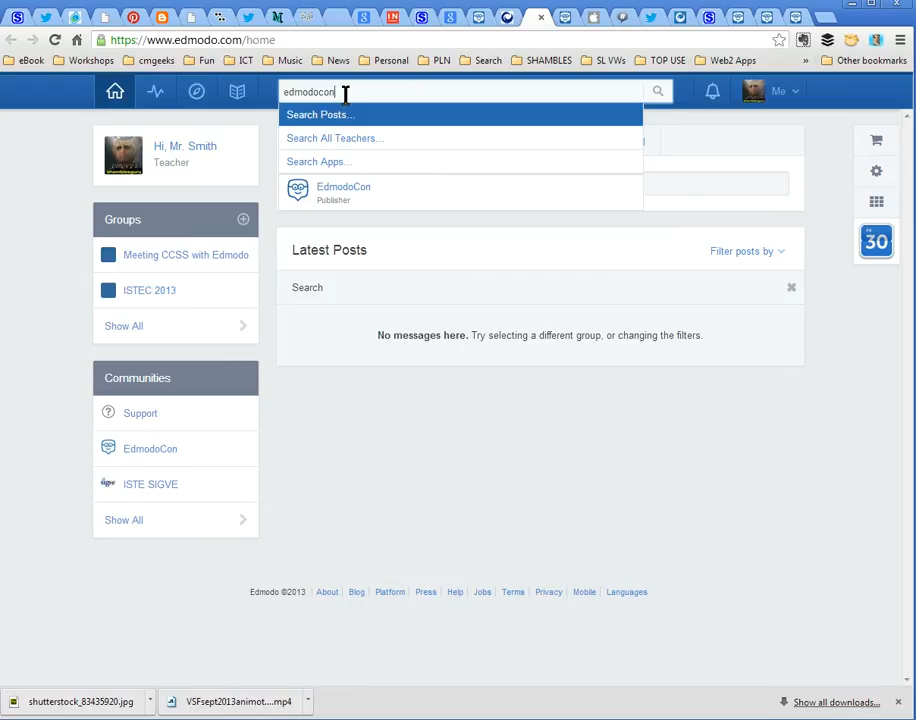 https://www.edmodo.com/home
eBook
Workshops
cmgeeks
Fun
ICT
Music
News
Personal
PLN
Search
SHAMBLES
SL VWs
TOP USE
Web2 Apps
»
Other bookmarks
edmodocon
Me
Search Posts...
Search All Teachers...
Search Apps...
EdmodoCon
Publisher
Hi, Mr. Smith
Teacher
Groups
Meeting CCSS with Edmodo
ISTEC 2013
Show All
Communities
Support
EdmodoCon
ISTE SIGVE
Show All
Latest Posts
Filter posts by
Search
No messages here. Try selecting a different group, or changing the filters.
30
Edmodo ©2013 | About | Blog | Platform | Press | Help | Jobs | Terms | Privacy | Mobile | Languages
shutterstock_83435920.jpg
VSFsept2013animot....mp4
Show all downloads...